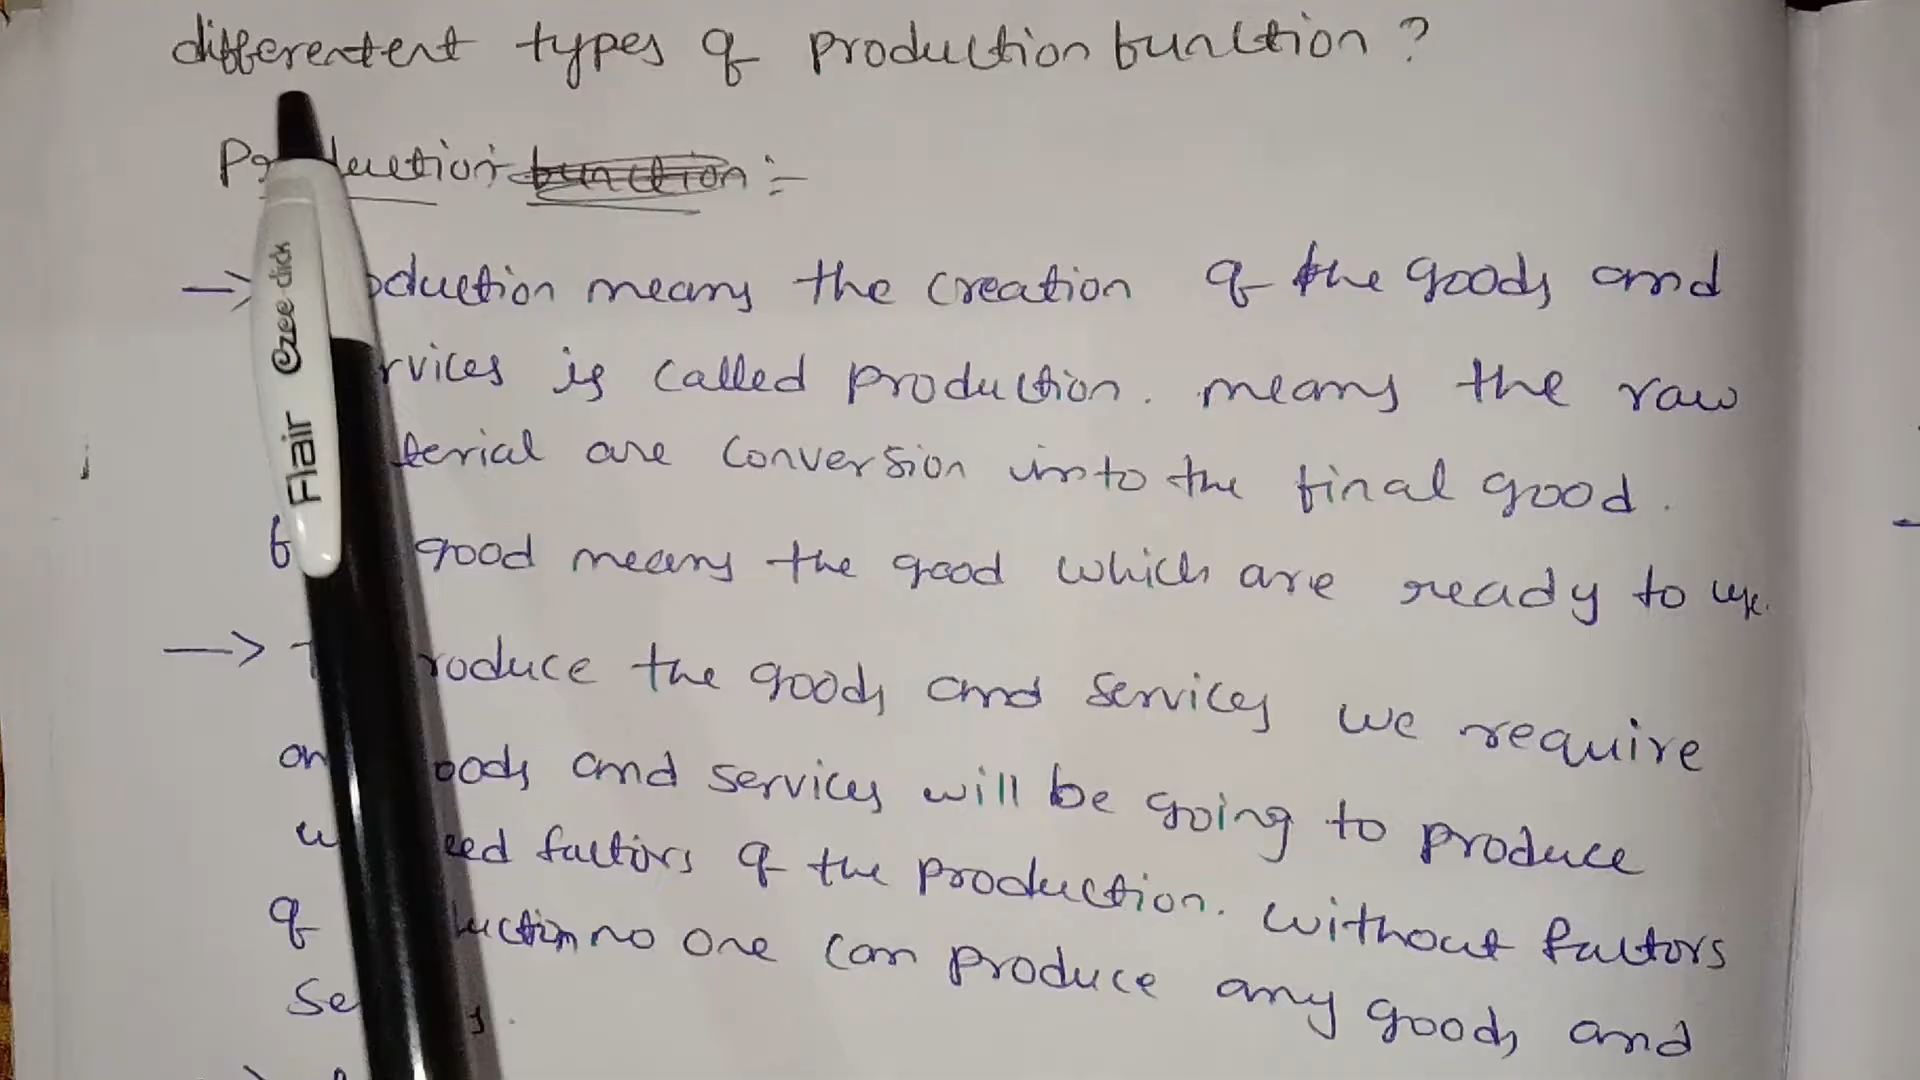 differentent types of production function ?
Production function :-
→ oduction means the creation of the goods and
rvices is called production. means the raw
terial are conversion into the final good.
good means the good which are ready to use.
→ roduce the goods and services we require
oods and services will be going to produce
eed factors of the production. without factors
of uction no one can produce any goods and
Se s.
Flair Ezee click